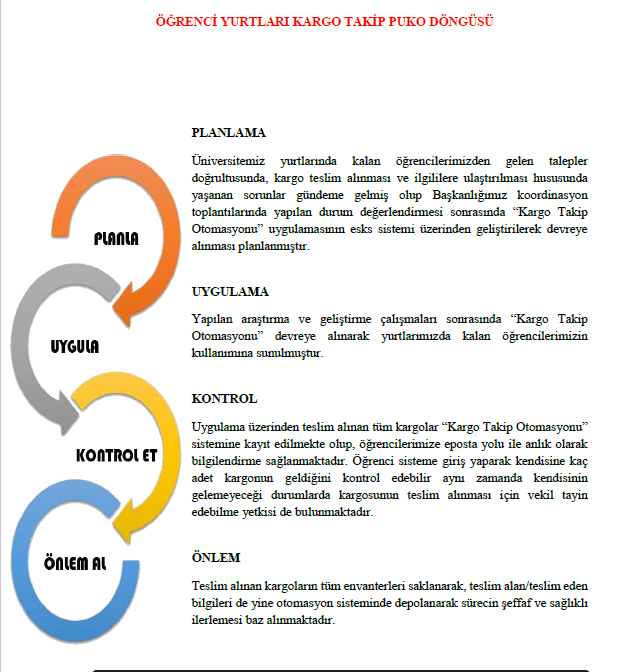 ÖĞRENCİ YURTLARI KARGO TAKİP PUKO DÖNGÜSÜ
PLANLAMA
Üniversitemiz yurtlarında kalan öğrencilerimizden gelen talepler
doğrultusunda, kargo teslim alınması ve ilgililere ulaştırılması hususunda
yaşanan sorunlar gündeme gelmiş olup Başkanlığımız koordinasyon
toplantılarında yapılan durum değerlendirmesi sonrasında “Kargo Takip
Otomasyonu” uygulamasının esks sistemi üzerinden geliştirilerek devreye
alınması planlanmıştır.
PLANLA
UYGULAMA
Yapılan araştırma ve geliştirme çalışmaları sonrasında “Kargo Takip
Otomasyonu” devreye alınarak yurtlarımızda kalan öğrencilerimizin
kullanımına sunulmuştur.
UYGULA
KONTROL
Uygulama üzerinden teslim alınan tüm kargolar “Kargo Takip Otomasyonu”
sistemine kayıt edilmekte olup, öğrencilerimize eposta yolu ile anlık olarak
bilgilendirme sağlanmaktadır. Öğrenci sisteme giriş yaparak kendisine kaç
adet kargonun geldiğini kontrol edebilir aynı zamanda kendisinin
gelemeyeceği durumlarda kargosunun teslim alınması için vekil tayin
edebilme yetkisi de bulunmaktadır.
KONTROL ET
ÖNLEM
Teslim alınan kargoların tüm envanterleri saklanarak, teslim alan/teslim eden
bilgileri de yine otomasyon sisteminde depolanarak sürecin şeffaf ve sağlıklı
ilerlemesi baz alınmaktadır.
ÖNLEM AL